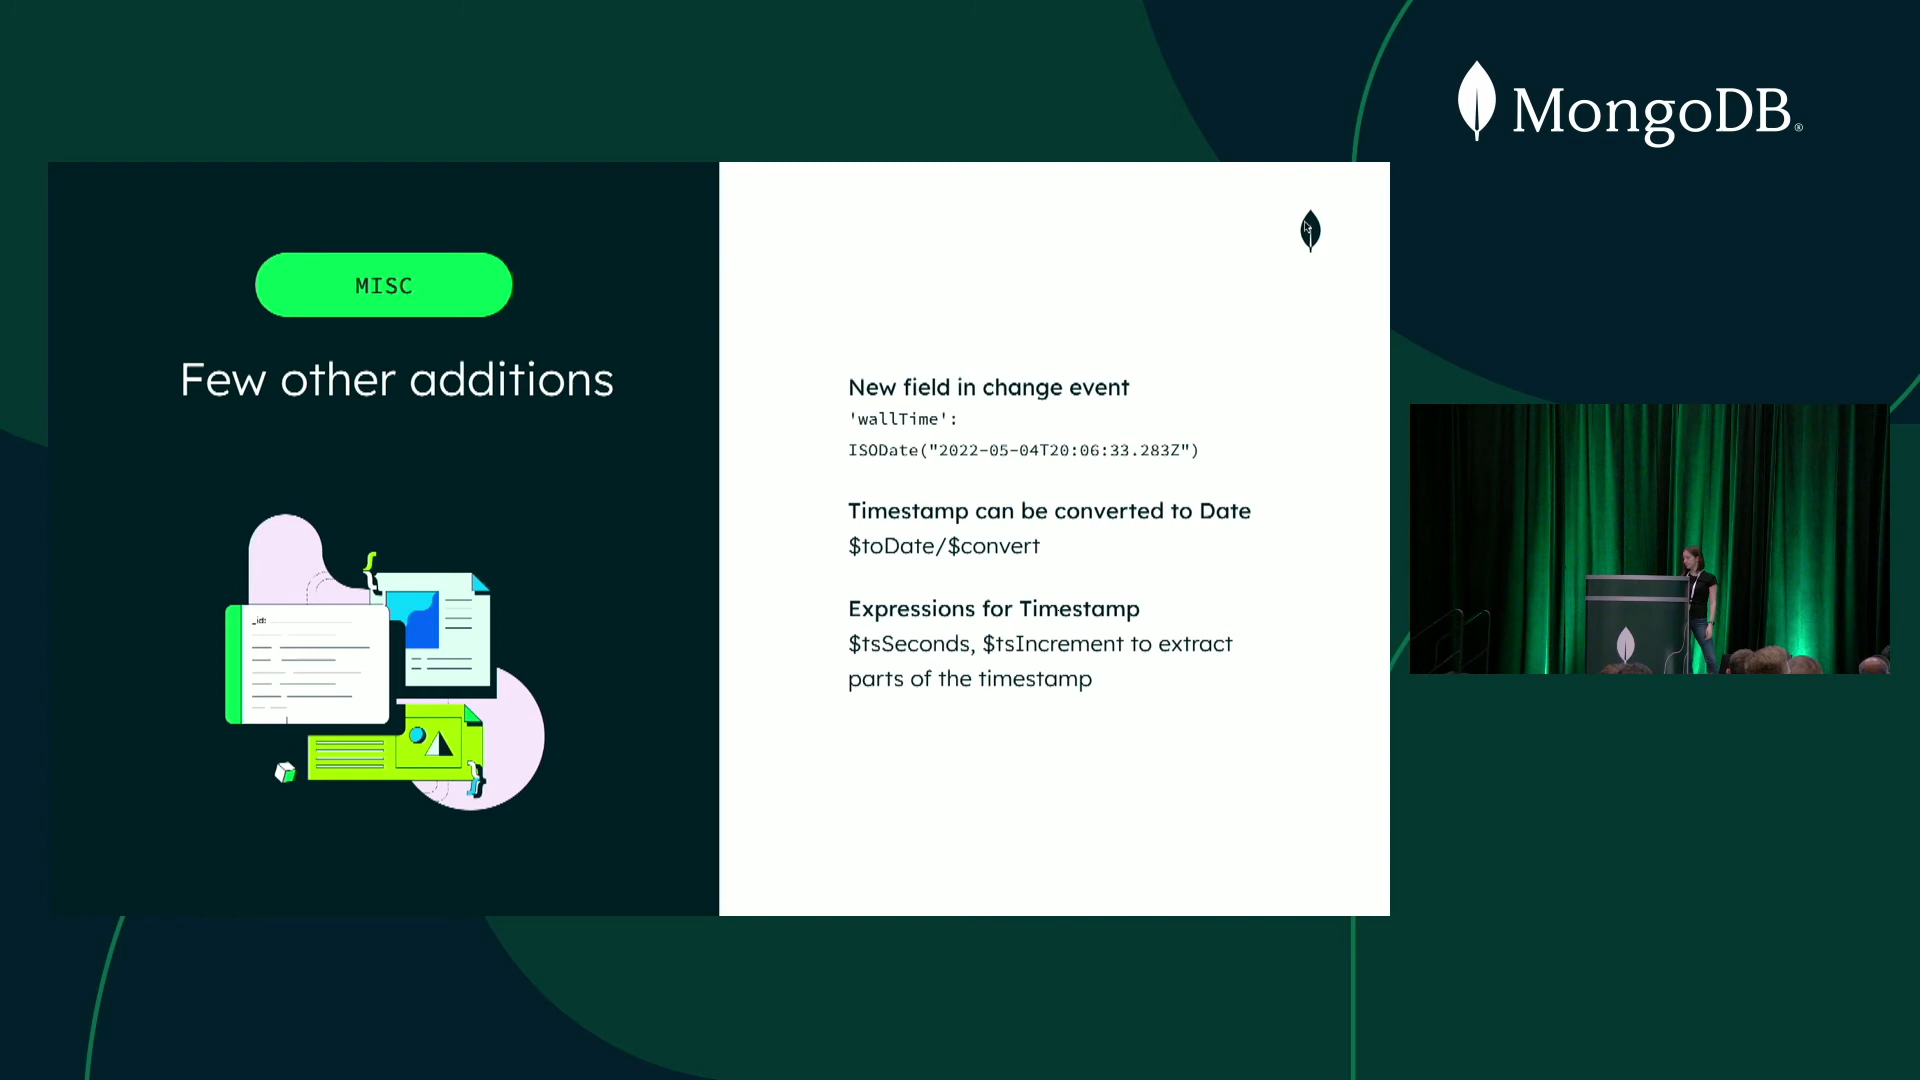 MongoDB®
MISC
Few other additions
_id:
New field in change event
'wallTime':
ISODate("2022-05-04T20:06:33.283Z")
Timestamp can be converted to Date
$toDate/$convert
Expressions for Timestamp
$tsSeconds, $tsIncrement to extract
parts of the timestamp